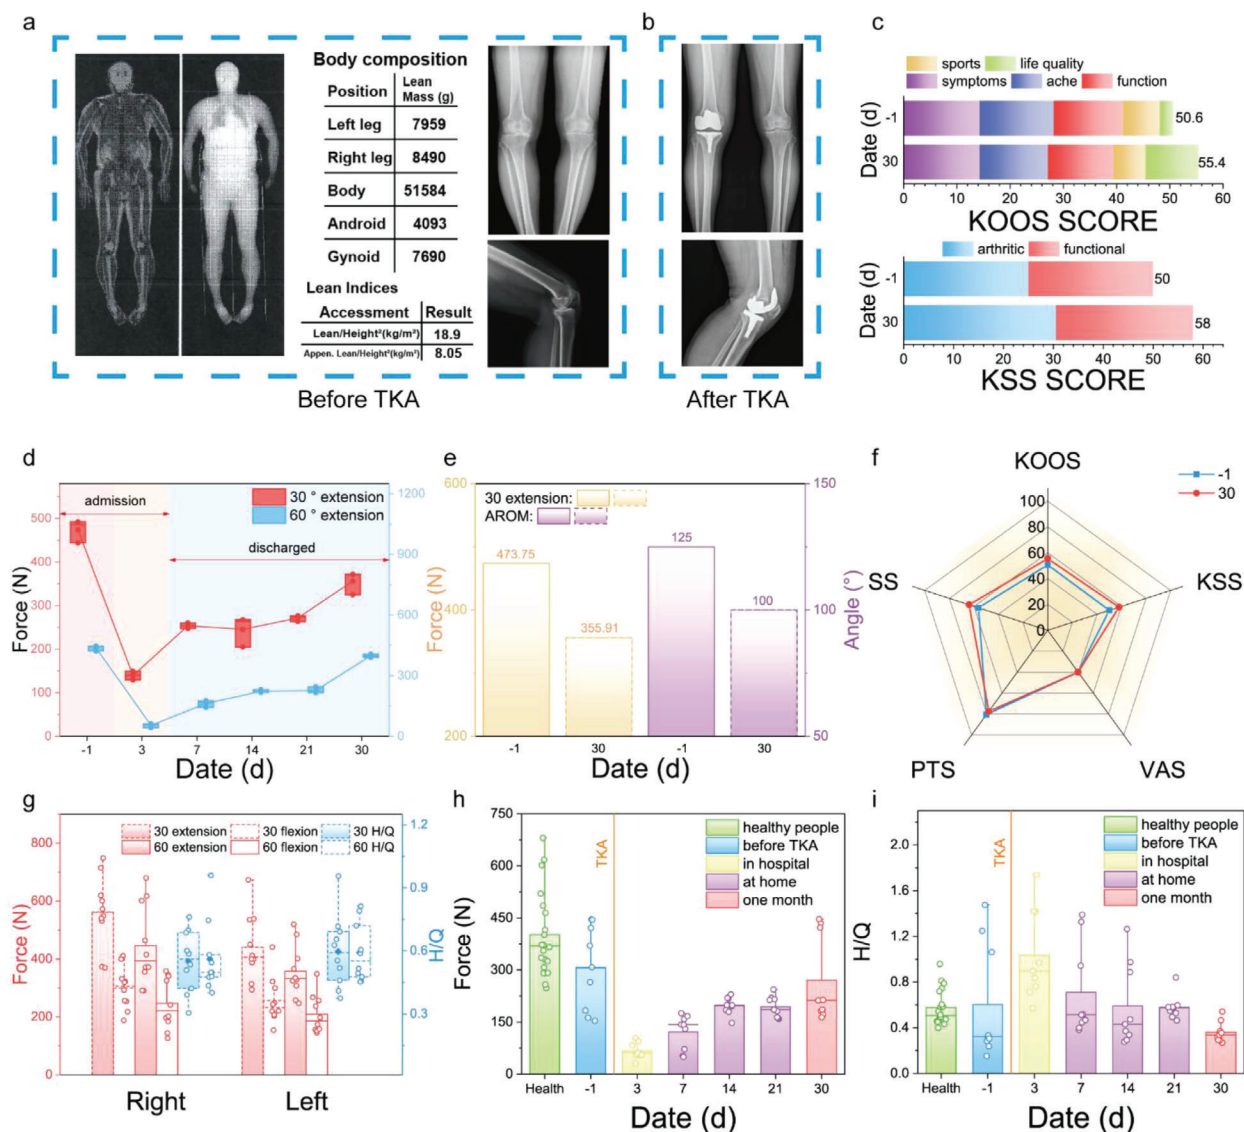 a
Body composition
Position
Lean Mass (g)
Left leg 7959
Right leg 8490
Body 51584
Android 4093
Gynoid 7690
Lean Indices
Accessment Result
Lean/Height²(kg/m²) 18.9
Appen. Lean/Height²(kg/m²) 8.05
Before TKA
b
After TKA
c
sports life quality
symptoms ache function
Date (d)
-1
50.6
30
55.4
0 10 20 30 40 50 60
KOOS SCORE
arthritic functional
Date (d)
-1
50
30
58
0 10 20 30 40 50 60
KSS SCORE
d
admission
30 ° extension
60 ° extension
discharged
Force (N)
500
450
400
350
300
250
200
150
100
50
0
1200
900
600
300
0
-1 3 7 14 21 30
Date (d)
e
30 extension:
AROM:
Force (N)
600
400
200
473.75
355.91
125
100
150
100
50
Angle (°)
-1 30 -1 30
Date (d)
f
-1
30
KOOS
KSS
VAS
PTS
SS
100
80
60
40
20
0
g
30 extension 30 flexion 30 H/Q
60 extension 60 flexion 60 H/Q
Force (N)
800
600
400
200
0
1.2
0.9
0.6
0.3
H/Q
Right Left
h
healthy people
before TKA
in hospital
at home
one month
TKA
Force (N)
750
600
450
300
150
0
Health -1 3 7 14 21 30
Date (d)
i
healthy people
before TKA
in hospital
at home
one month
TKA
H/Q
2.2
1.8
1.4
1.0
0.8
0.4
0.0
Health -1 3 7 14 21 30
Date (d)